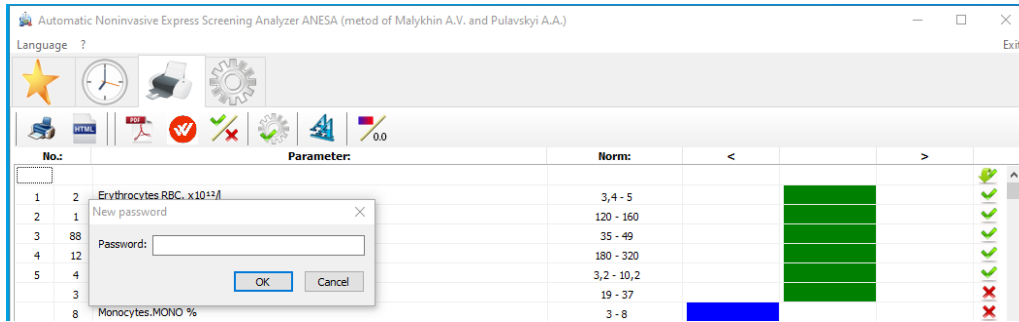 Automatic Noninvasive Express Screening Analyzer ANESA (metod of Malykhin A.V. and Pulavskyi A.A.)
Language ? Exit
HTML PDF 0.0
No.: Parameter: Norm: < >
1 2 Erythrocytes RBC. x10¹²/l 3,4 - 5
New password
2 1 120 - 160
3 88 35 - 49
Password:
4 12 180 - 320
5 4 3,2 - 10,2
OK Cancel
3 19 - 37
8 Monocytes.MONO % 3 - 8